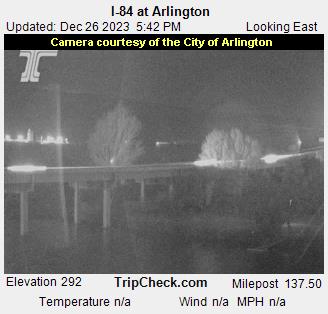 I-84 at Arlington
Updated: Dec 26 2023 5:42 PM Looking East
Camera courtesy of the City of Arlington
Elevation 292 TripCheck.com Milepost 137.50
Temperature n/a Wind n/a MPH n/a